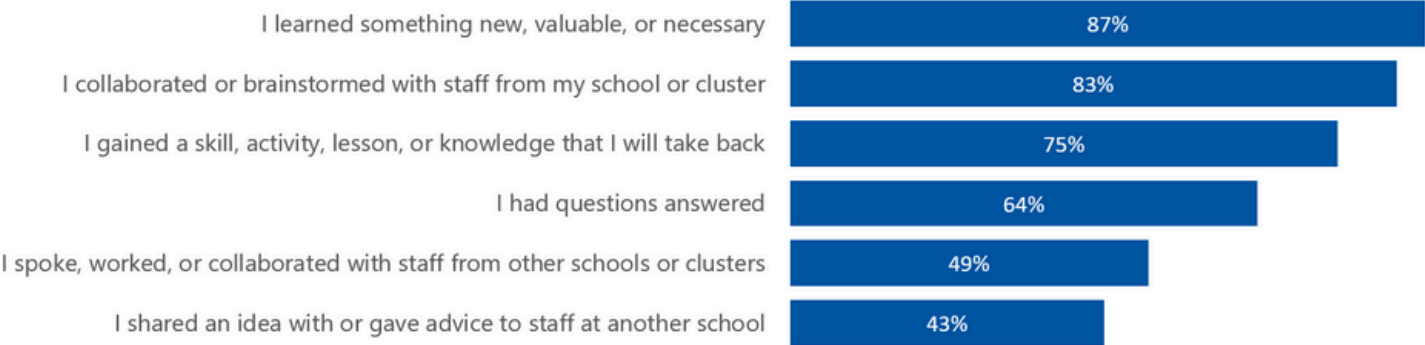 I learned something new, valuable, or necessary 87%
I collaborated or brainstormed with staff from my school or cluster 83%
I gained a skill, activity, lesson, or knowledge that I will take back 75%
I had questions answered 64%
I spoke, worked, or collaborated with staff from other schools or clusters 49%
I shared an idea with or gave advice to staff at another school 43%